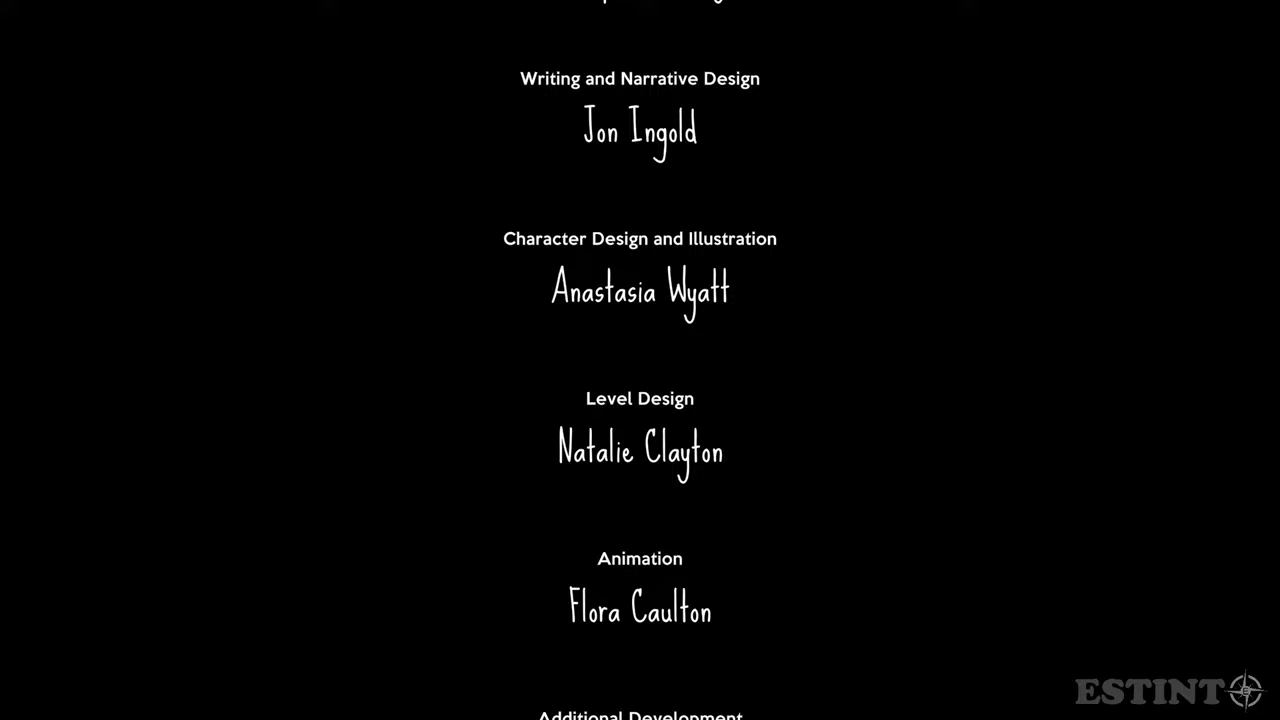 Writing and Narrative Design
Jon Ingold
Character Design and Illustration
Anastasia Wyatt
Level Design
Natalie Clayton
Animation
Flora Caulton
Additional Development
ESTINTO